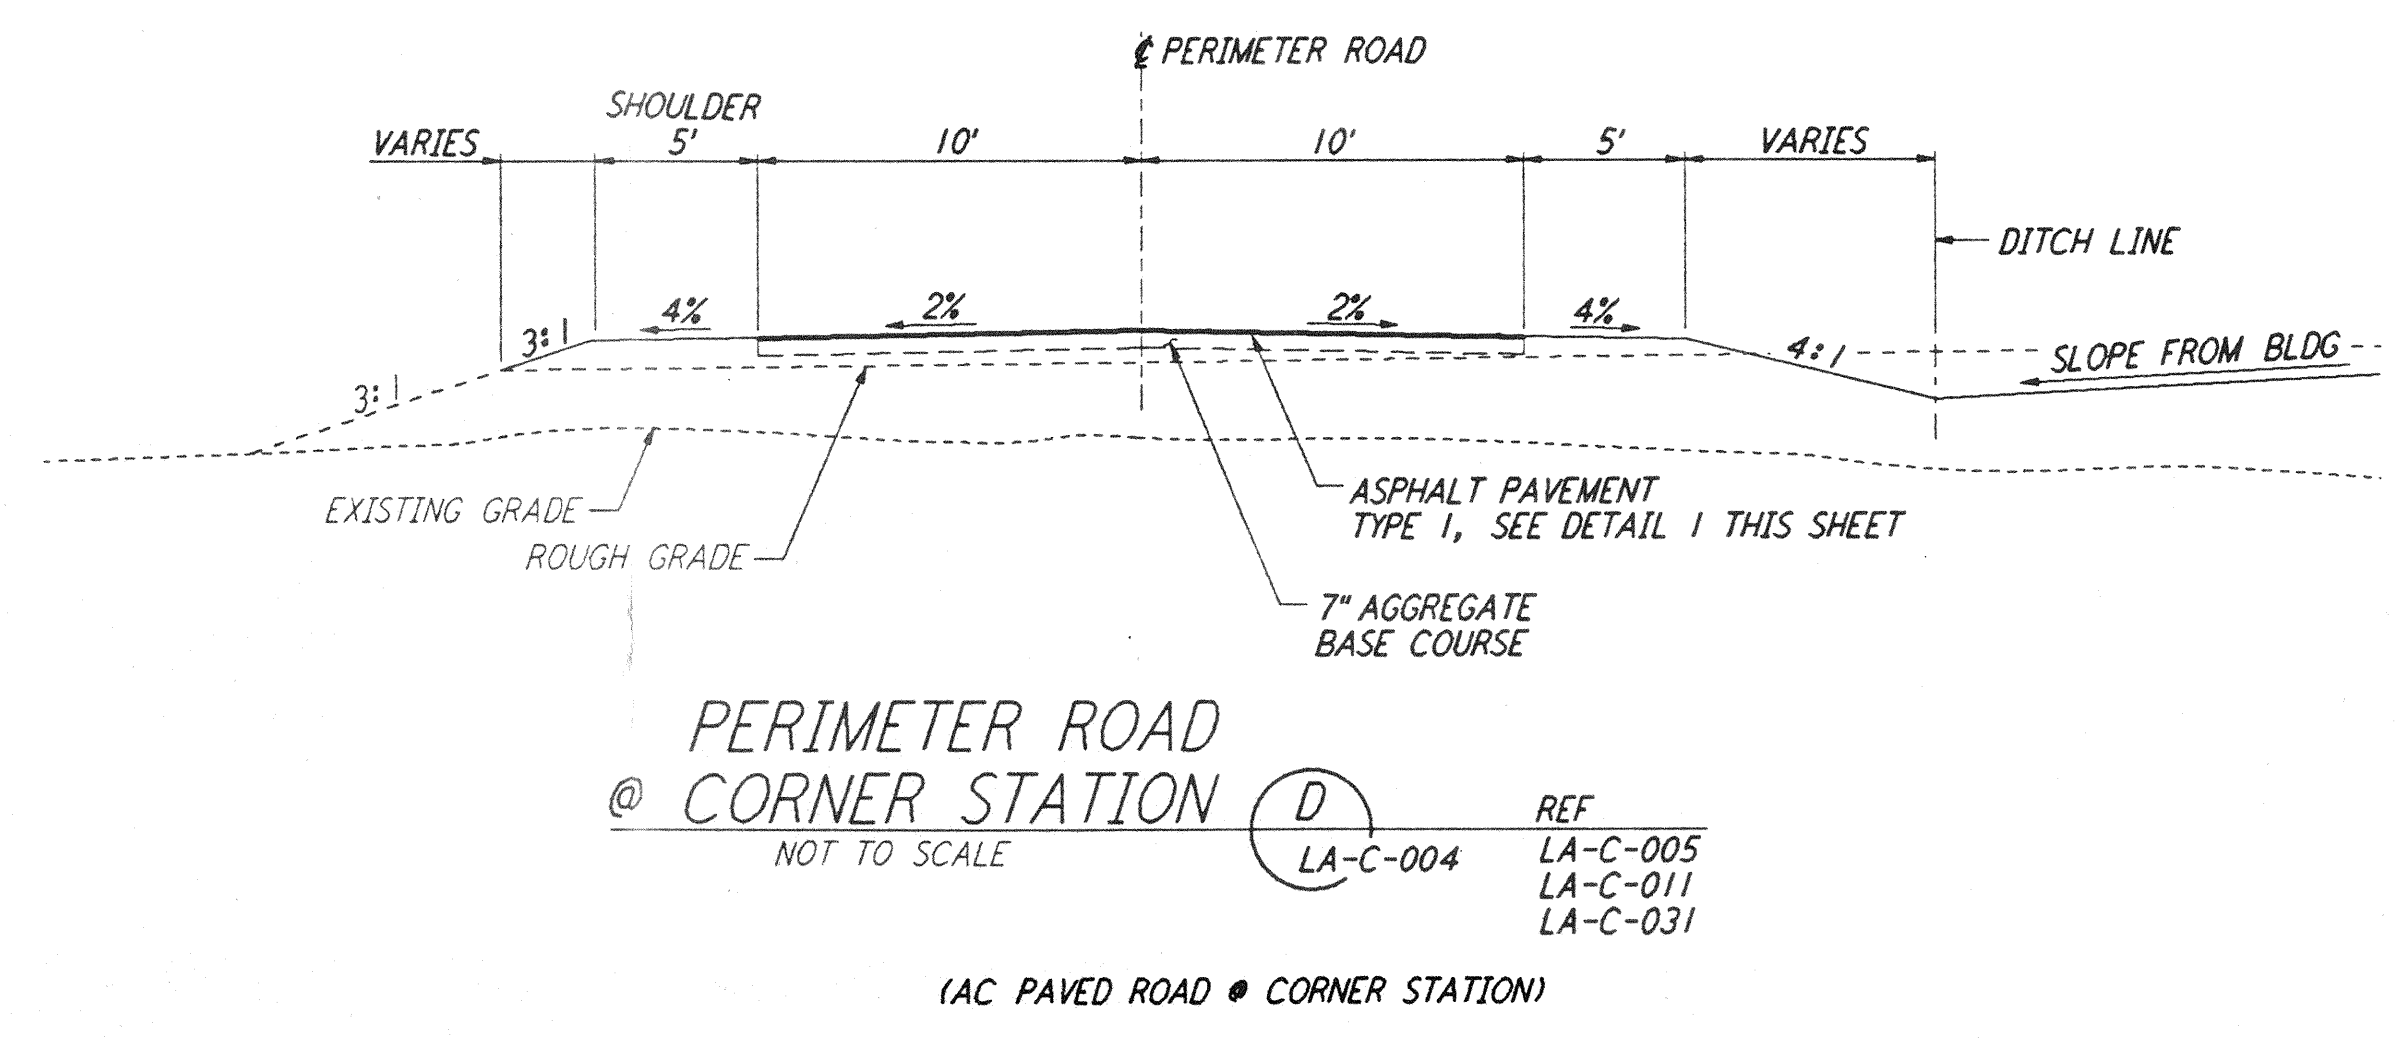 ℄ PERIMETER ROAD
SHOULDER
VARIES 5' 10' 10' 5' VARIES
DITCH LINE
3:1 4% 2% 2% 4% 4:1
SLOPE FROM BLDG
3:1
EXISTING GRADE
ROUGH GRADE
ASPHALT PAVEMENT
TYPE 1, SEE DETAIL 1 THIS SHEET
7" AGGREGATE
BASE COURSE
PERIMETER ROAD
@ CORNER STATION
NOT TO SCALE
D
LA-C-004
REF
LA-C-005
LA-C-011
LA-C-031
(AC PAVED ROAD @ CORNER STATION)